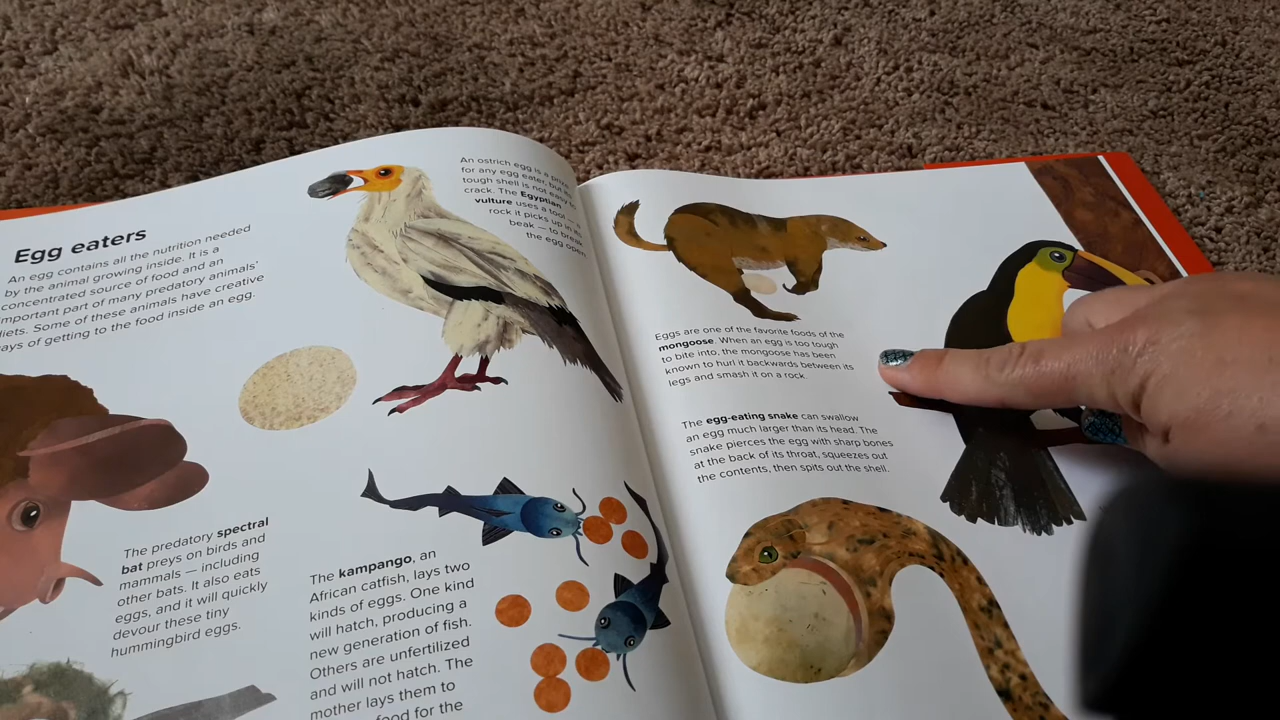 Egg eaters
An egg contains all the nutrition needed
by the animal growing inside. It is a
concentrated source of food and an
important part of many predatory animals'
diets. Some of these animals have creative
ways of getting to the food inside an egg.
An ostrich egg is a prize
for any egg eater, but its
tough shell is not easy to
crack. The Egyptian
vulture uses a tool — a
rock it picks up in its
beak — to break
the egg open.
The predatory spectral
bat preys on birds and
mammals — including
other bats. It also eats
eggs, and it will quickly
devour these tiny
hummingbird eggs.
The kampango, an
African catfish, lays two
kinds of eggs. One kind
will hatch, producing a
new generation of fish.
Others are unfertilized
and will not hatch. The
mother lays them to
food for the
Eggs are one of the favorite foods of the
mongoose. When an egg is too tough
to bite into, the mongoose has been
known to hurl it backwards between its
legs and smash it on a rock.
The egg-eating snake can swallow
an egg much larger than its head. The
snake pierces the egg with sharp bones
at the back of its throat, squeezes out
the contents, then spits out the shell.